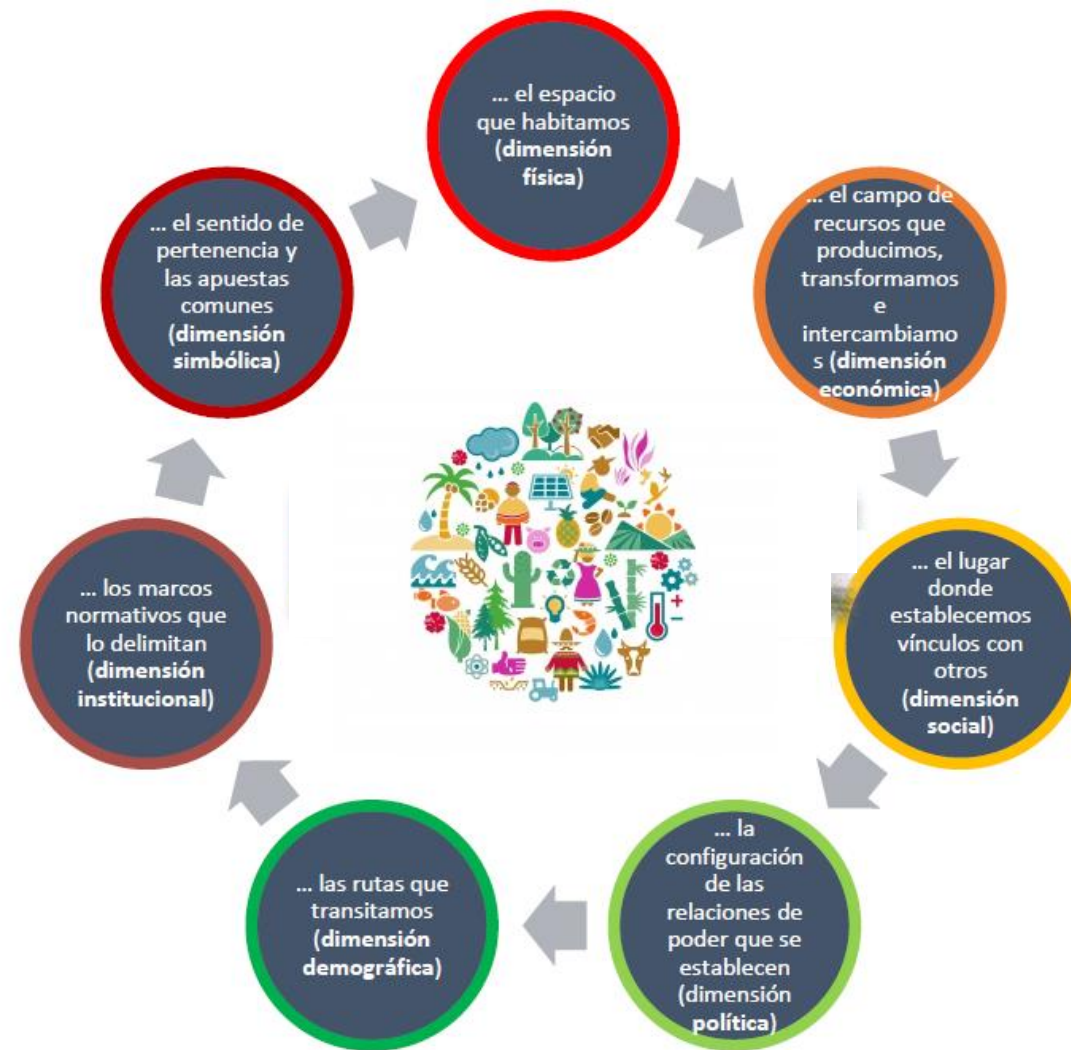 ... el espacio
que habitamos
(dimensión
física)
... el campo de
recursos que
producimos,
transformamos
e
intercambiamo
s (dimensión
económica)
... el lugar
donde
establecemos
vínculos con
otros
(dimensión
social)
... la
configuración
de las
relaciones de
poder que se
establecen
(dimensión
política)
... las rutas que
transitamos
(dimensión
demográfica)
... los marcos
normativos que
lo delimitan
(dimensión
institucional)
... el sentido de
pertenencia y
las apuestas
comunes
(dimensión
simbólica)